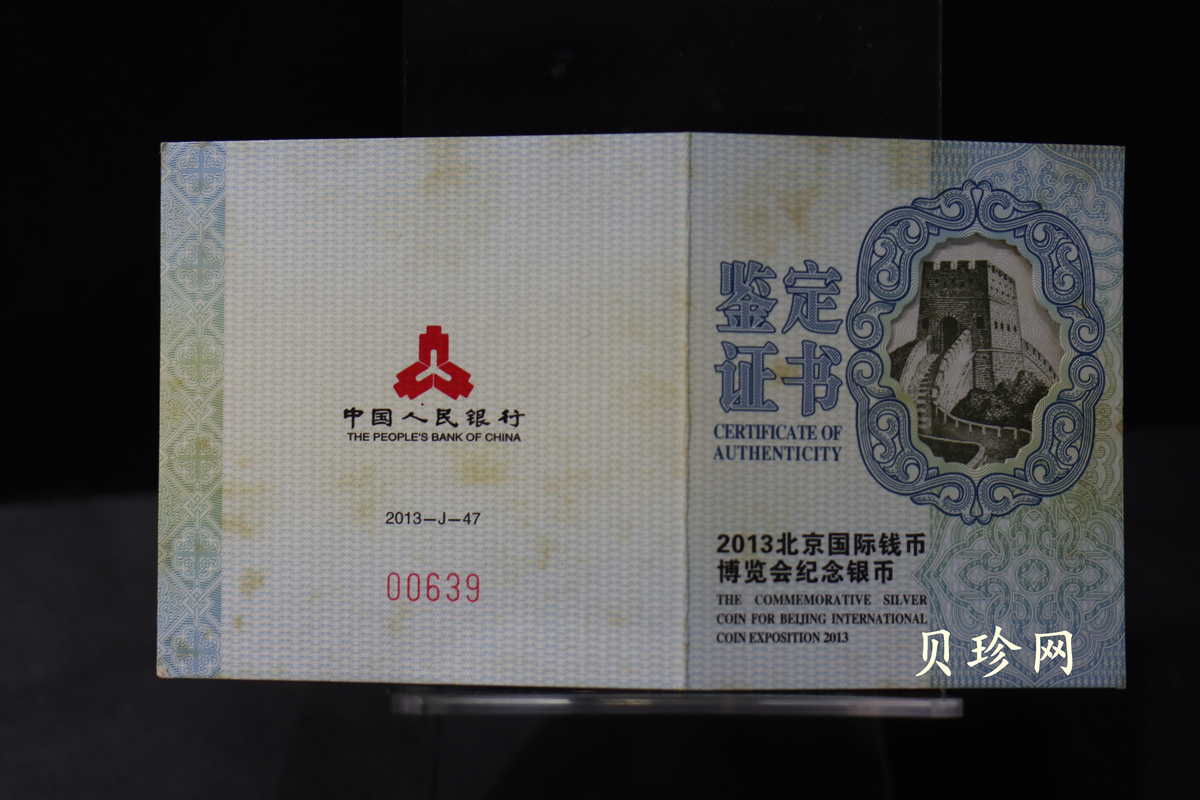 中国人民银行
THE PEOPLE'S BANK OF CHINA
2013-J-47
00639
鉴定
证书
CERTIFICATE OF
AUTHENTICITY
2013北京国际钱币
博览会纪念银币
THE COMMEMORATIVE SILVER
COIN FOR BEIJING INTERNATIONAL
COIN EXPOSITION 2013
贝珍网